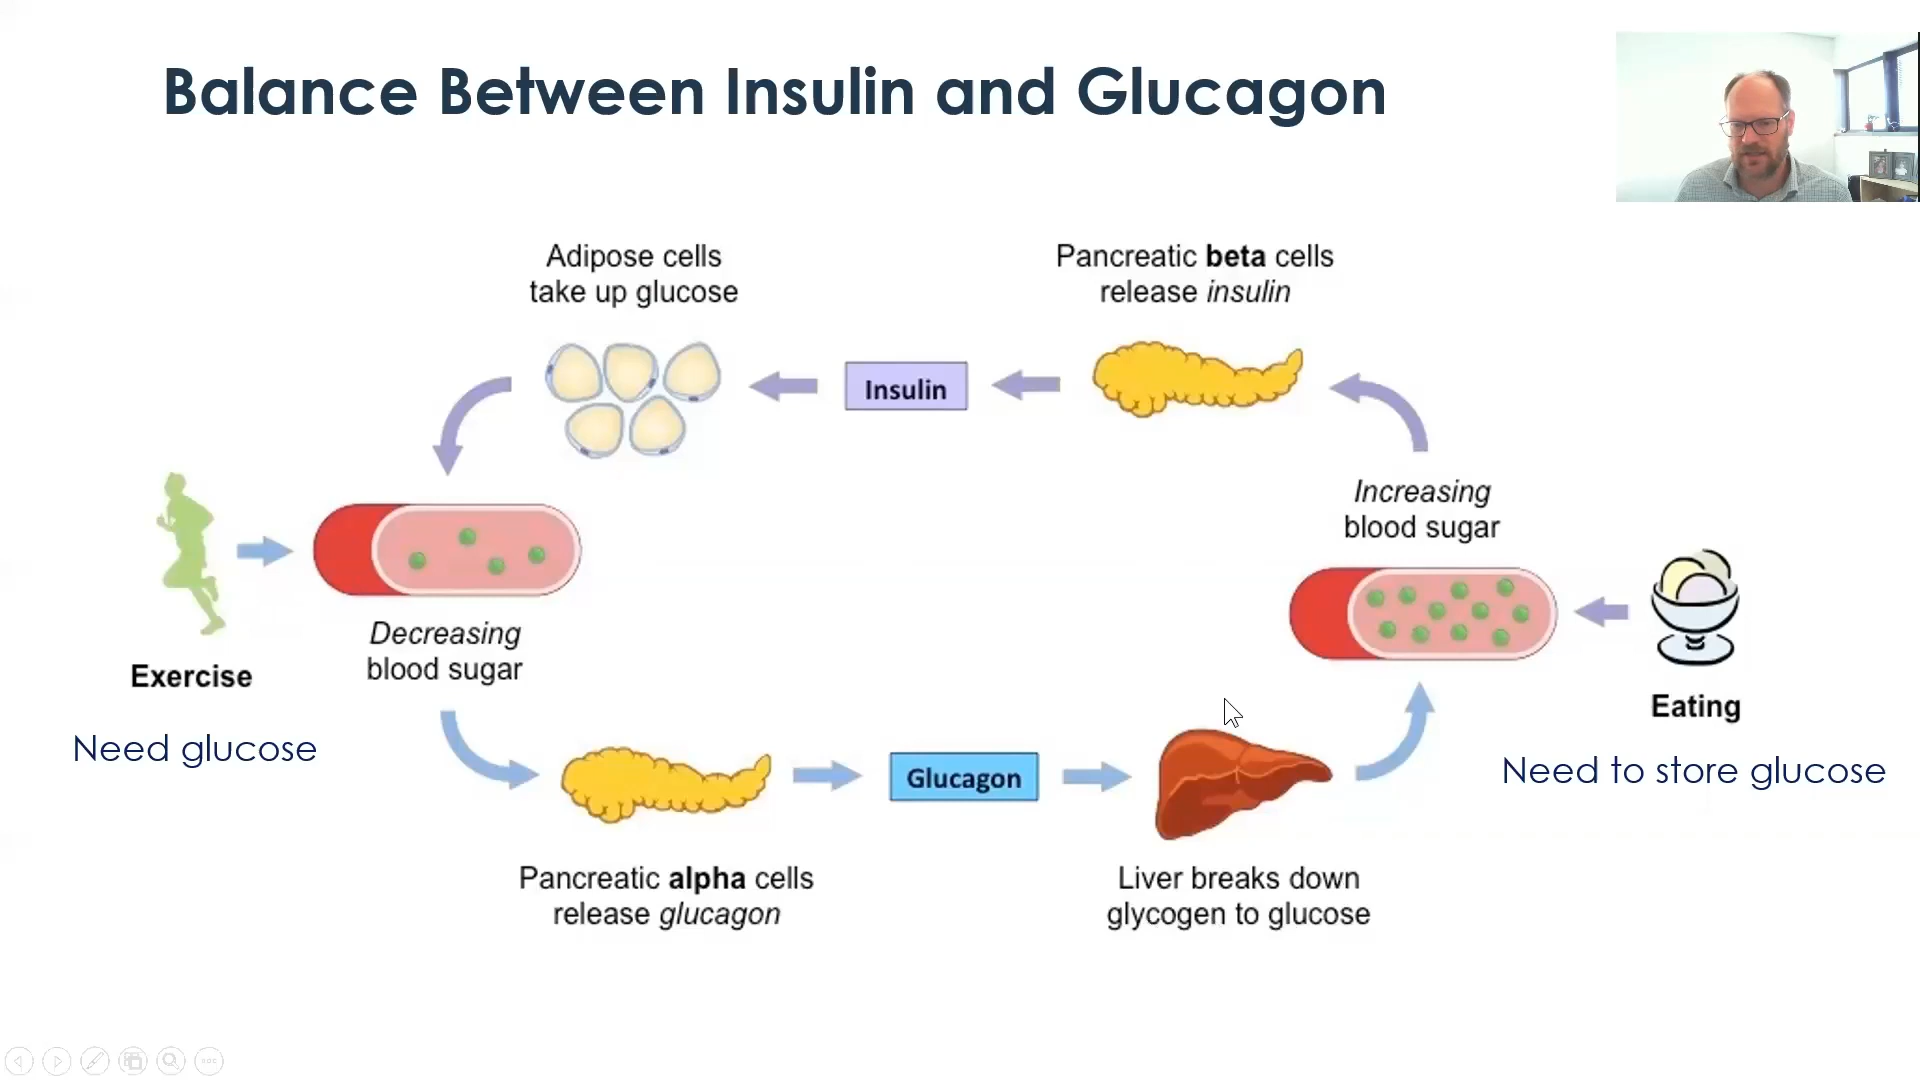 Balance Between Insulin and Glucagon
Adipose cells
take up glucose
Pancreatic beta cells
release insulin
Insulin
Increasing
blood sugar
Exercise
Need glucose
Decreasing
blood sugar
Eating
Need to store glucose
Glucagon
Pancreatic alpha cells
release glucagon
Liver breaks down
glycogen to glucose